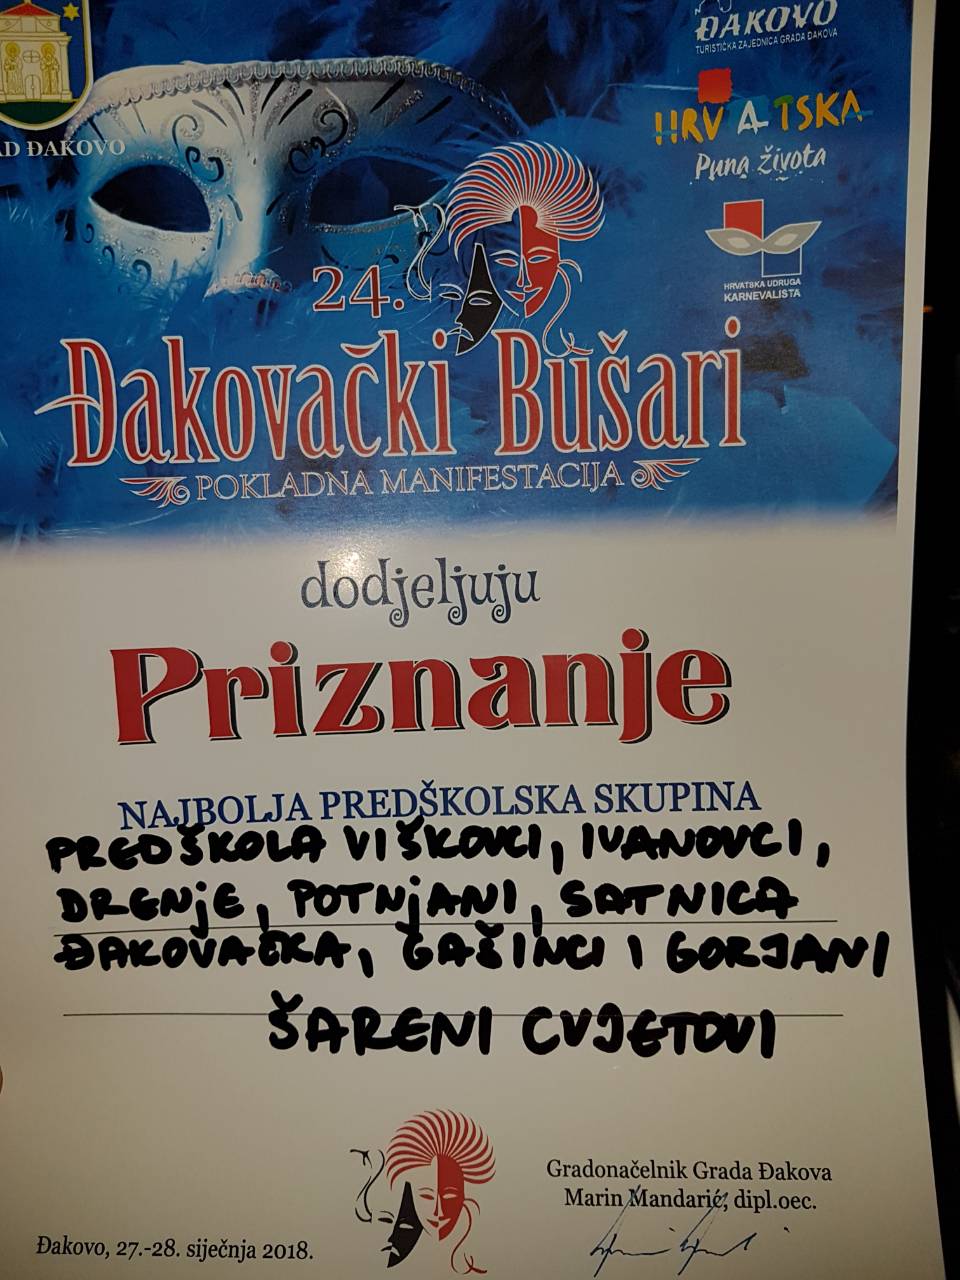 AD ĐAKOVO
ĐAKOVO
TURISTIČKA ZAJEDNICA GRADA ĐAKOVA
HRVATSKA
Puna života
HRVATSKA UDRUGA
KARNEVALISTA
24.
Đakovački Bušari
POKLADNA MANIFESTACIJA
dodjeljuju
Priznanje
NAJBOLJA PREDŠKOLSKA SKUPINA
PREDŠKOLA VIŠKOVCI, IVANOVCI,
DRENjE, POTNjANI, SATNICA
ĐAKOVAČKA, GAŠINCI I GORJANI
ŠARENI CVJETOVI
Gradonačelnik Grada Đakova
Marin Mandarić, dipl.oec.
Đakovo, 27.-28. siječnja 2018.